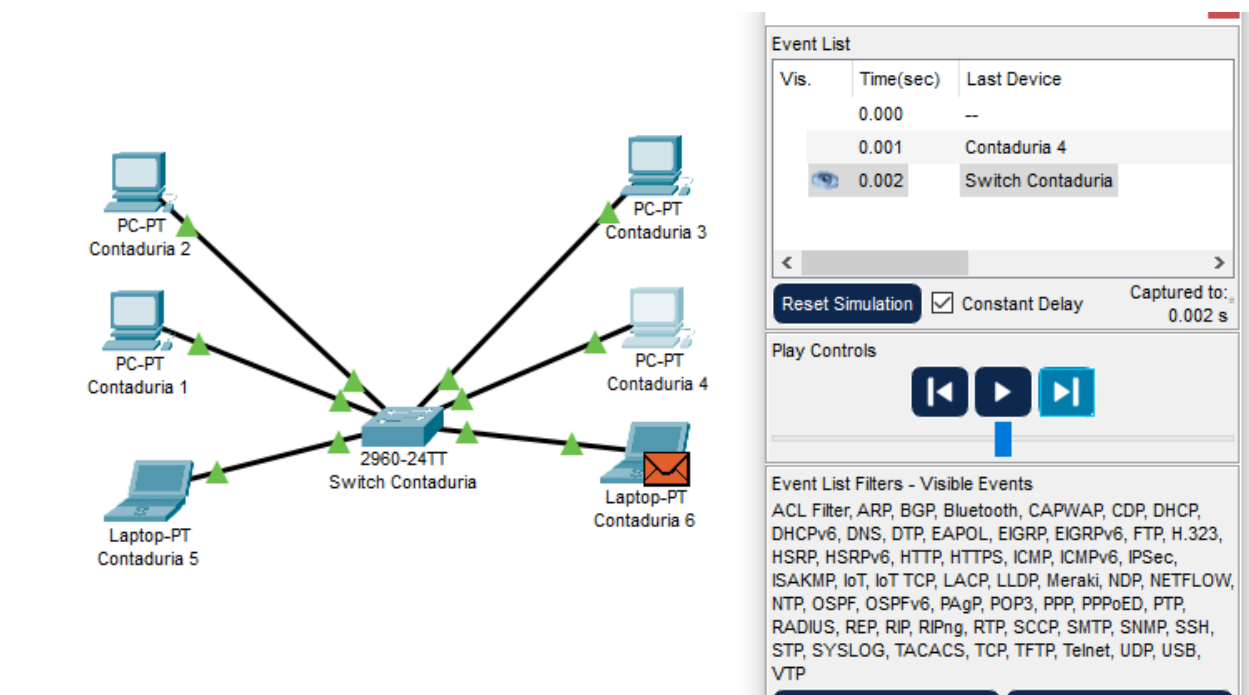 PC-PT
Contaduria 2
PC-PT
Contaduria 3
PC-PT
Contaduria 1
PC-PT
Contaduria 4
2960-24TT
Switch Contaduria
Laptop-PT
Contaduria 5
Laptop-PT
Contaduria 6
Event List
Vis. Time(sec) Last Device
0.000 --
0.001 Contaduria 4
0.002 Switch Contaduria
Reset Simulation Constant Delay Captured to:*
0.002 s
Play Controls
Event List Filters - Visible Events
ACL Filter, ARP, BGP, Bluetooth, CAPWAP, CDP, DHCP,
DHCPv6, DNS, DTP, EAPOL, EIGRP, EIGRPv6, FTP, H.323,
HSRP, HSRPv6, HTTP, HTTPS, ICMP, ICMPv6, IPSec,
ISAKMP, IoT, IoT TCP, LACP, LLDP, Meraki, NDP, NETFLOW,
NTP, OSPF, OSPFv6, PAgP, POP3, PPP, PPPoED, PTP,
RADIUS, REP, RIP, RIPng, RTP, SCCP, SMTP, SNMP, SSH,
STP, SYSLOG, TACACS, TCP, TFTP, Telnet, UDP, USB,
VTP